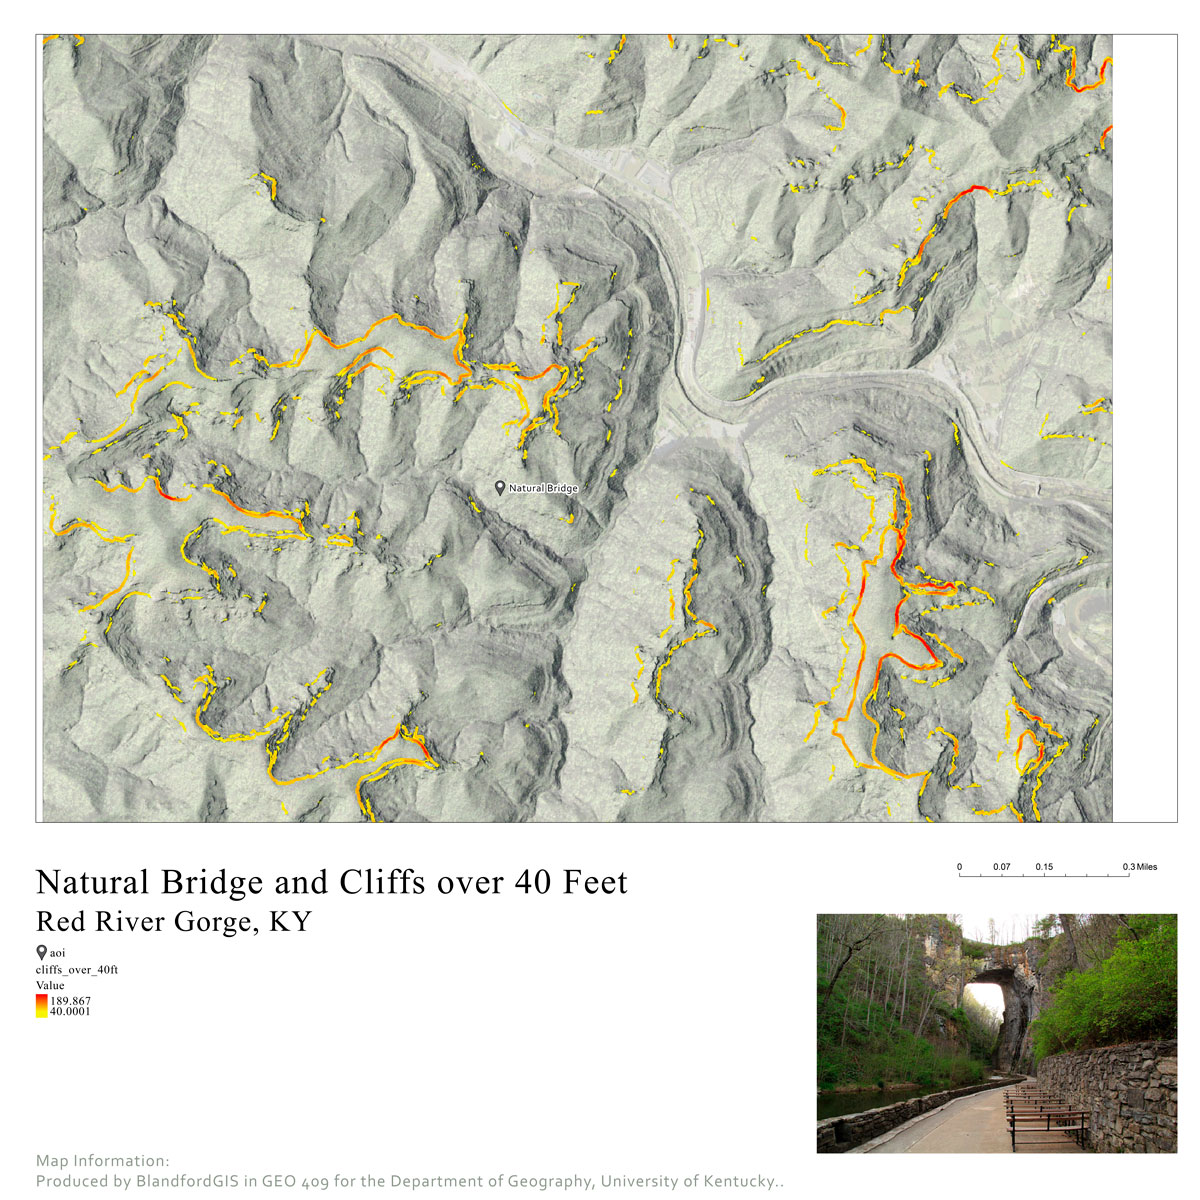 Natural Bridge
Natural Bridge and Cliffs over 40 Feet
Red River Gorge, KY
aoi
cliffs_over_40ft
Value
189.867
40.0001
0 0.07 0.15 0.3 Miles
Map Information:
Produced by BlandfordGIS in GEO 409 for the Department of Geography, University of Kentucky..